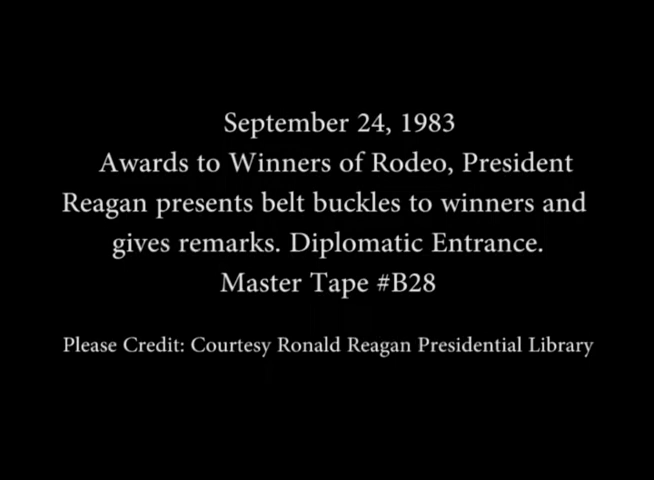 September 24, 1983
Awards to Winners of Rodeo, President
Reagan presents belt buckles to winners and
gives remarks. Diplomatic Entrance.
Master Tape #B28
Please Credit: Courtesy Ronald Reagan Presidential Library